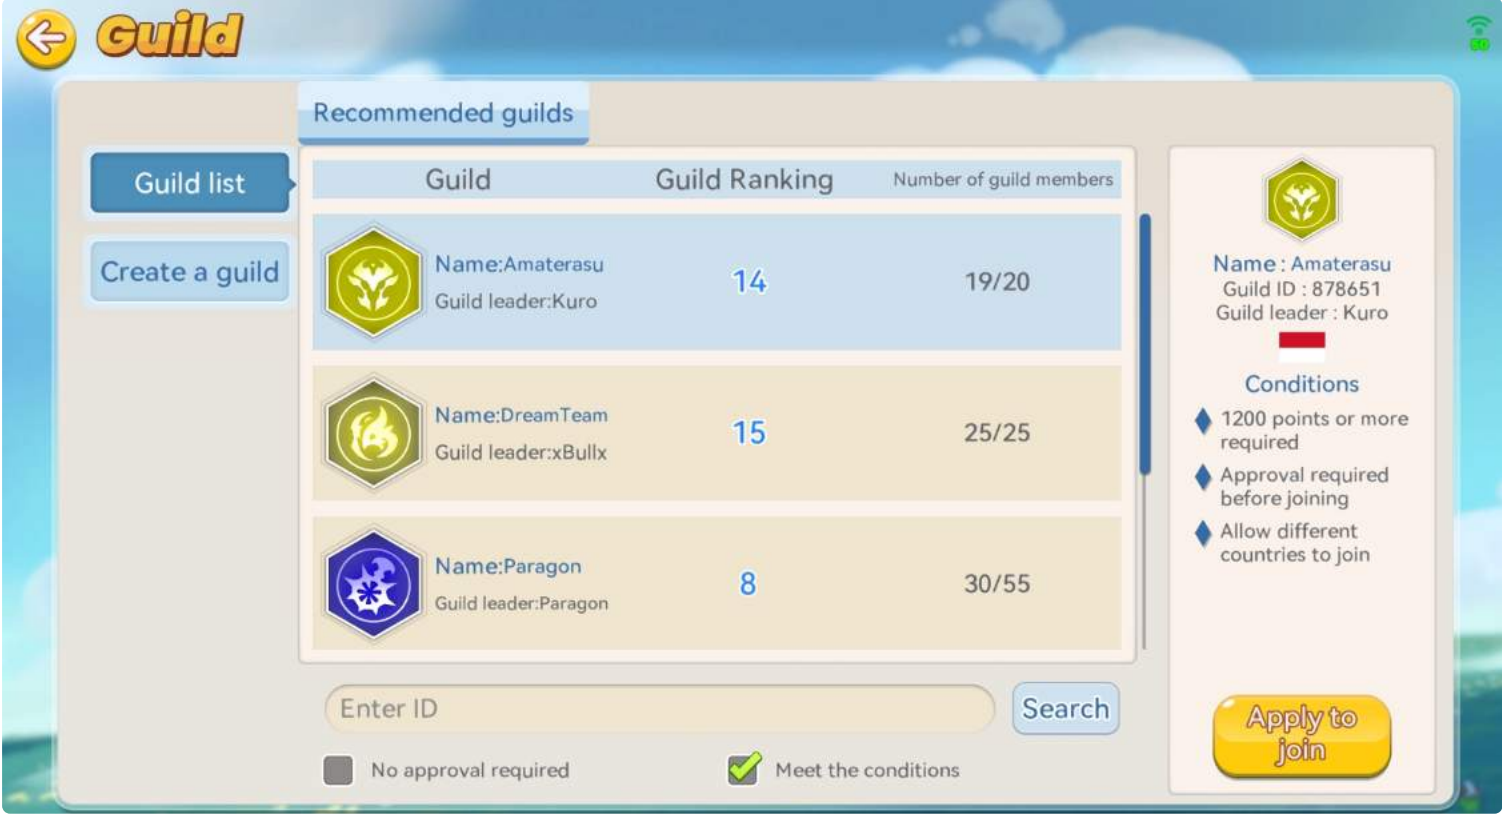 Guild
50
Recommended guilds
Guild list
Create a guild
Guild Guild Ranking Number of guild members
Name:Amaterasu
Guild leader:Kuro
14
19/20
Name:DreamTeam
Guild leader:xBullx
15
25/25
Name:Paragon
Guild leader:Paragon
8
30/55
Enter ID
Search
No approval required
Meet the conditions
Name : Amaterasu
Guild ID : 878651
Guild leader : Kuro
Conditions
1200 points or more
required
Approval required
before joining
Allow different
countries to join
Apply to
join